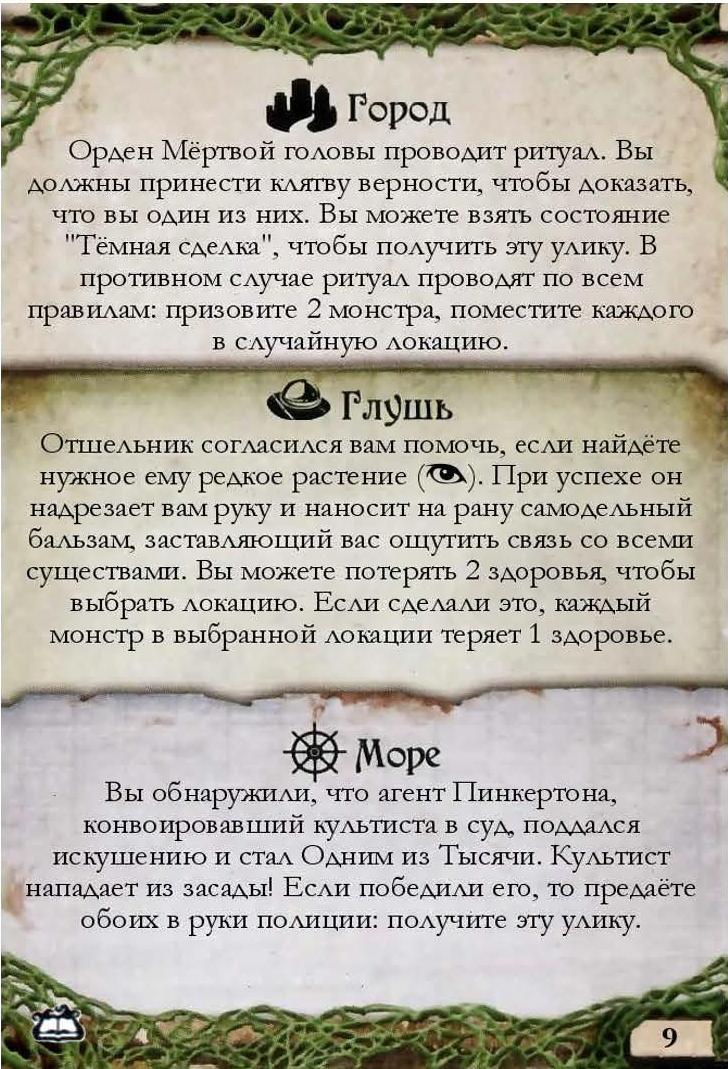 Город
Орден Мёртвой головы проводит ритуал. Вы
должны принести клятву верности, чтобы доказать,
что вы один из них. Вы можете взять состояние
"Тёмная сделка", чтобы получить эту улику. В
противном случае ритуал проводят по всем
правилам: призовите 2 монстра, поместите каждого
в случайную локацию.
Глушь
Отшельник согласился вам помочь, если найдёте
нужное ему редкое растение (). При успехе он
надрезает вам руку и наносит на рану самодельный
бальзам, заставляющий вас ощутить связь со всеми
существами. Вы можете потерять 2 здоровья, чтобы
выбрать локацию. Если сделали это, каждый
монстр в выбранной локации теряет 1 здоровье.
Море
Вы обнаружили, что агент Пинкертона,
конвоировавший культиста в суд, поддался
искушению и стал Одним из Тысячи. Культист
нападает из засады! Если победили его, то предаёте
обоих в руки полиции: получите эту улику.
9